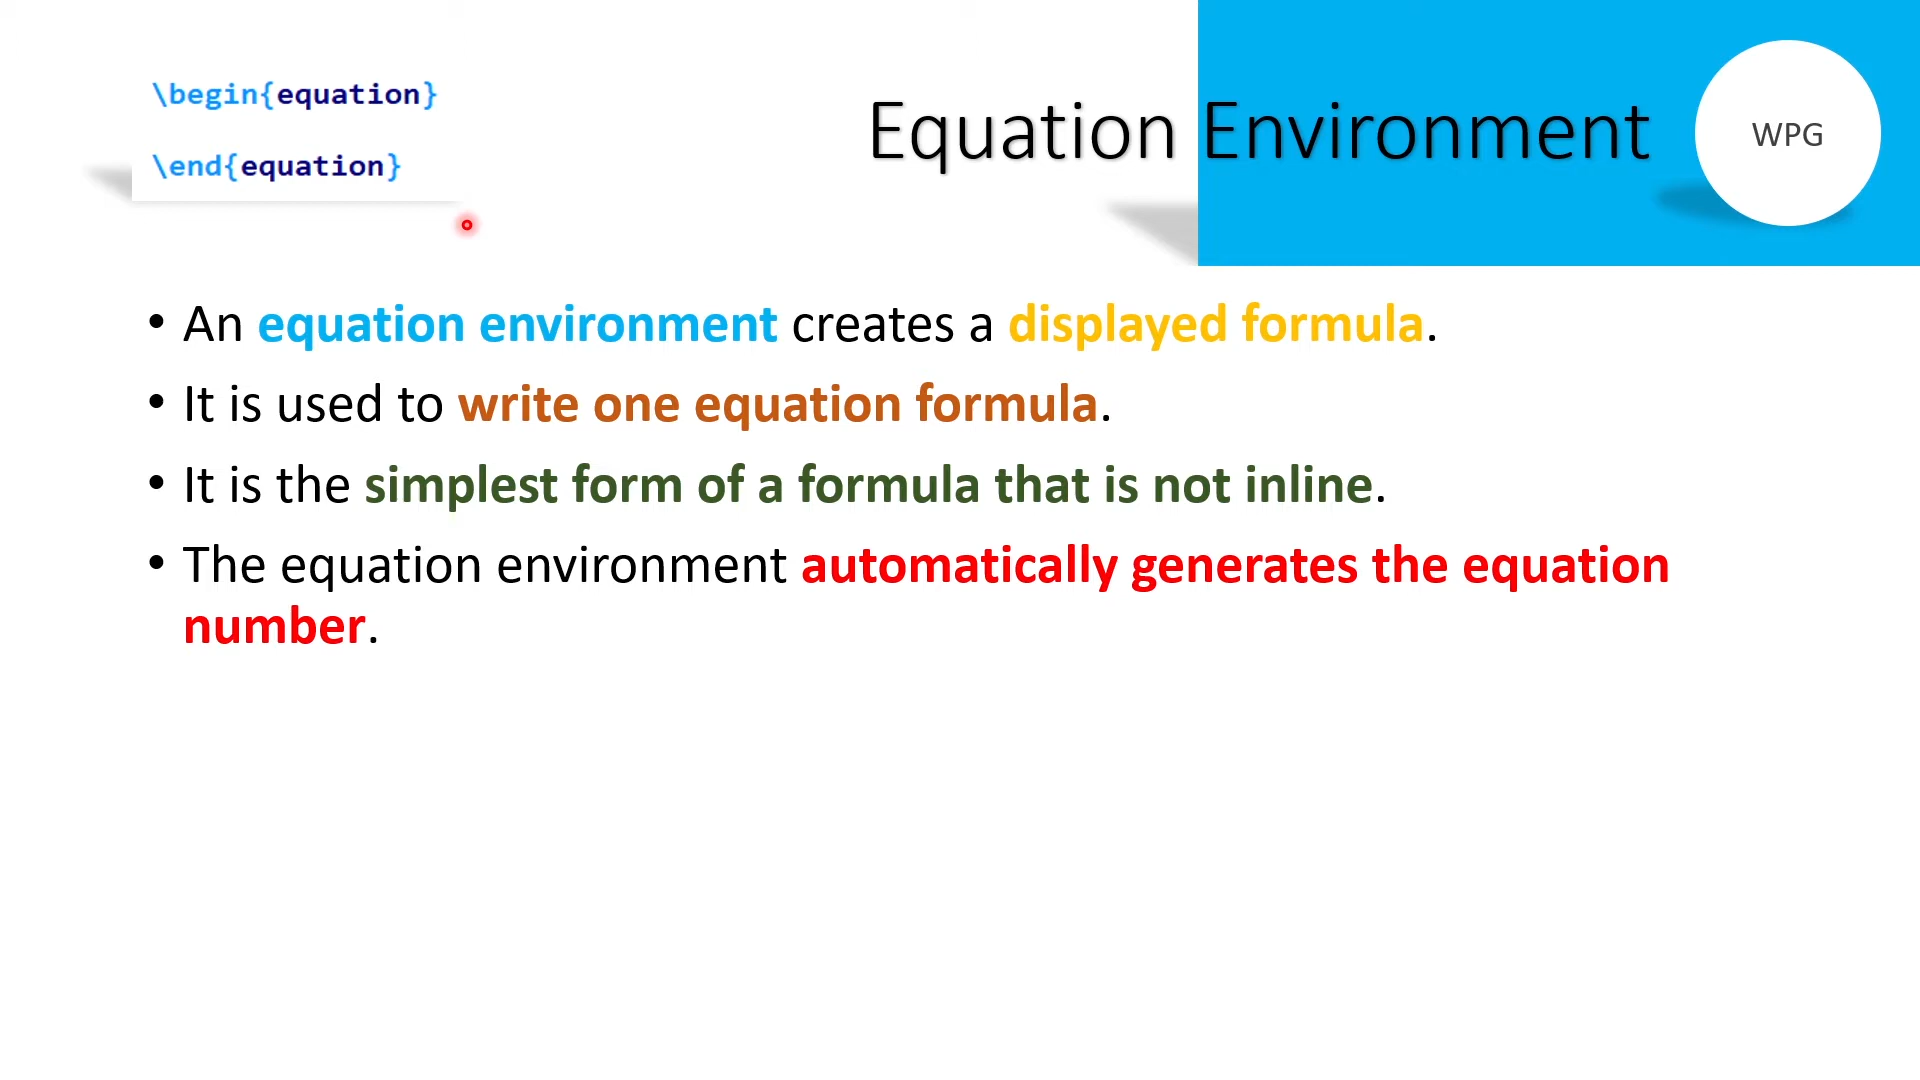 \begin{equation}
\end{equation}
Equation Environment
WPG
• An equation environment creates a displayed formula.
• It is used to write one equation formula.
• It is the simplest form of a formula that is not inline.
• The equation environment automatically generates the equation
number.